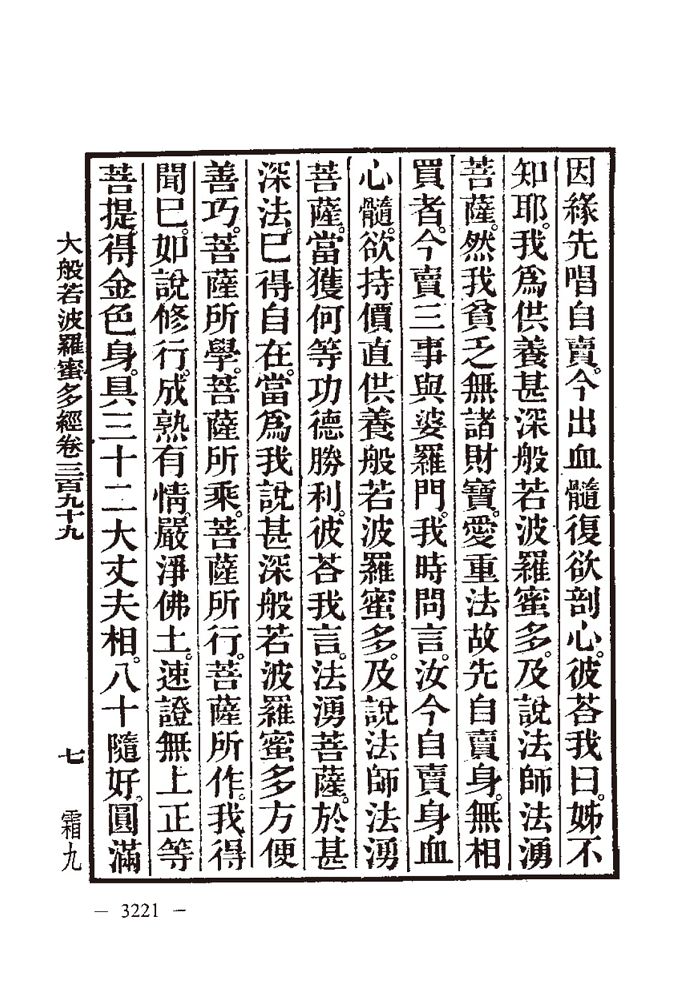 因緣先唱自賣。今出血髓復欲剖心。彼荅我曰。姊不
知耶。我爲供養甚深般若波羅蜜多。及說法師法湧
菩薩。然我貧乏無諸財寶。愛重法故先自賣身。無相
買者。今賣三事與婆羅門。我時問言。汝今自賣身血
心髓。欲持價直供養般若波羅蜜多。及說法師法湧
菩薩。當獲何等功德勝利。彼荅我言。法湧菩薩。於甚
深法。已得自在。當爲我說甚深般若波羅蜜多方便
善巧。菩薩所學。菩薩所乘。菩薩所行。菩薩所作。我得
聞已。如說修行。成熟有情。嚴淨佛土。速證無上正等
菩提。得金色身。具三十二大丈夫相。八十隨好。圓滿
大般若波羅蜜多經卷三百九十九
七
霜九
— 3221 —